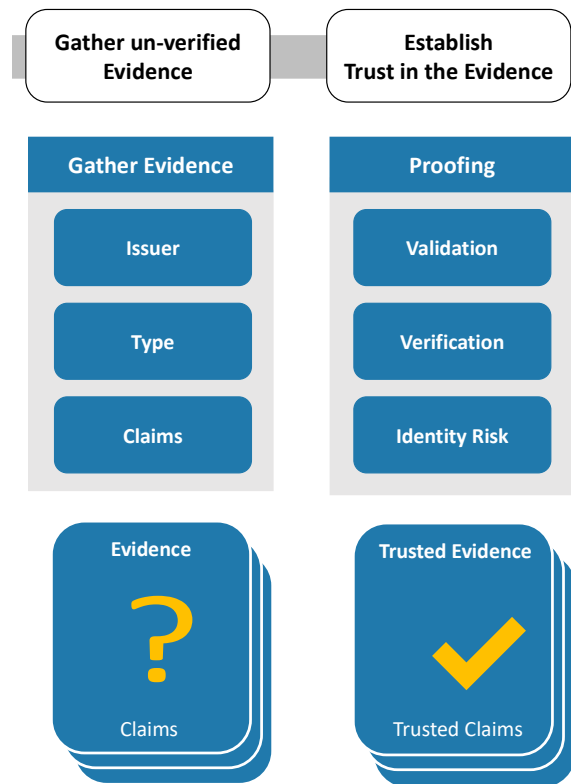 Gather un-verified
Evidence
Establish
Trust in the Evidence
Gather Evidence
Issuer
Type
Claims
Proofing
Validation
Verification
Identity Risk
Evidence
?
Claims
Trusted Evidence
Trusted Claims